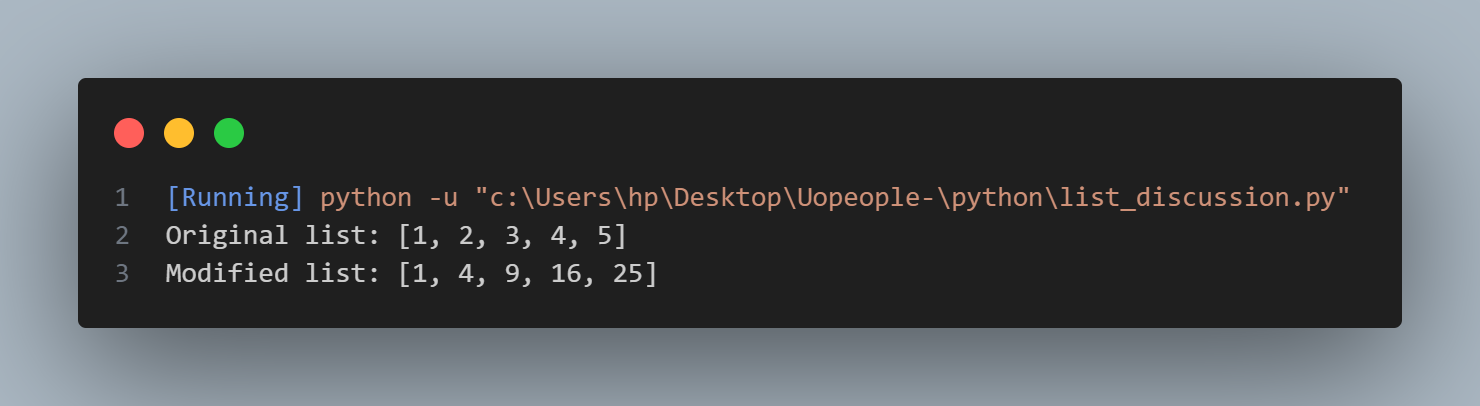 1 [Running] python -u "c:\Users\hp\Desktop\Uopeople-\python\list_discussion.py"
2 Original list: [1, 2, 3, 4, 5]
3 Modified list: [1, 4, 9, 16, 25]